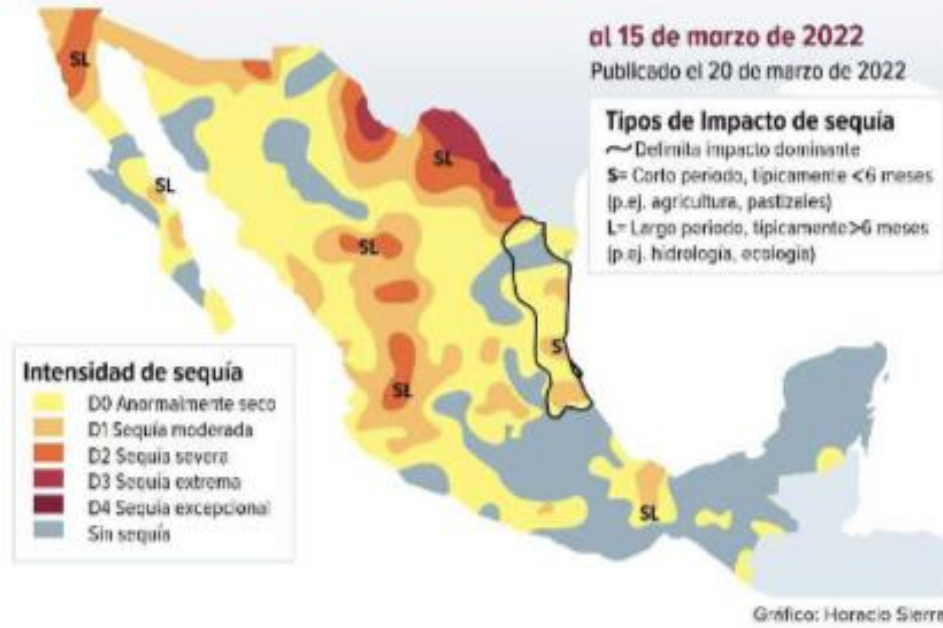 al 15 de marzo de 2022
Publicado el 20 de marzo de 2022
Tipos de Impacto de sequía
Delimita impacto dominante
S= Corto periodo, típicamente <6 meses
(p.ej. agricultura, pastizales)
L= Largo periodo, típicamente >6 meses
(p.ej. hidrología, ecología)
SL
SL
SL
SL
S
SL
SL
Intensidad de sequía
D0 Anormalmente seco
D1 Sequía moderada
D2 Sequía severa
D3 Sequía extrema
D4 Sequía excepcional
Sin sequía
Gráfico: Horacio Sierra